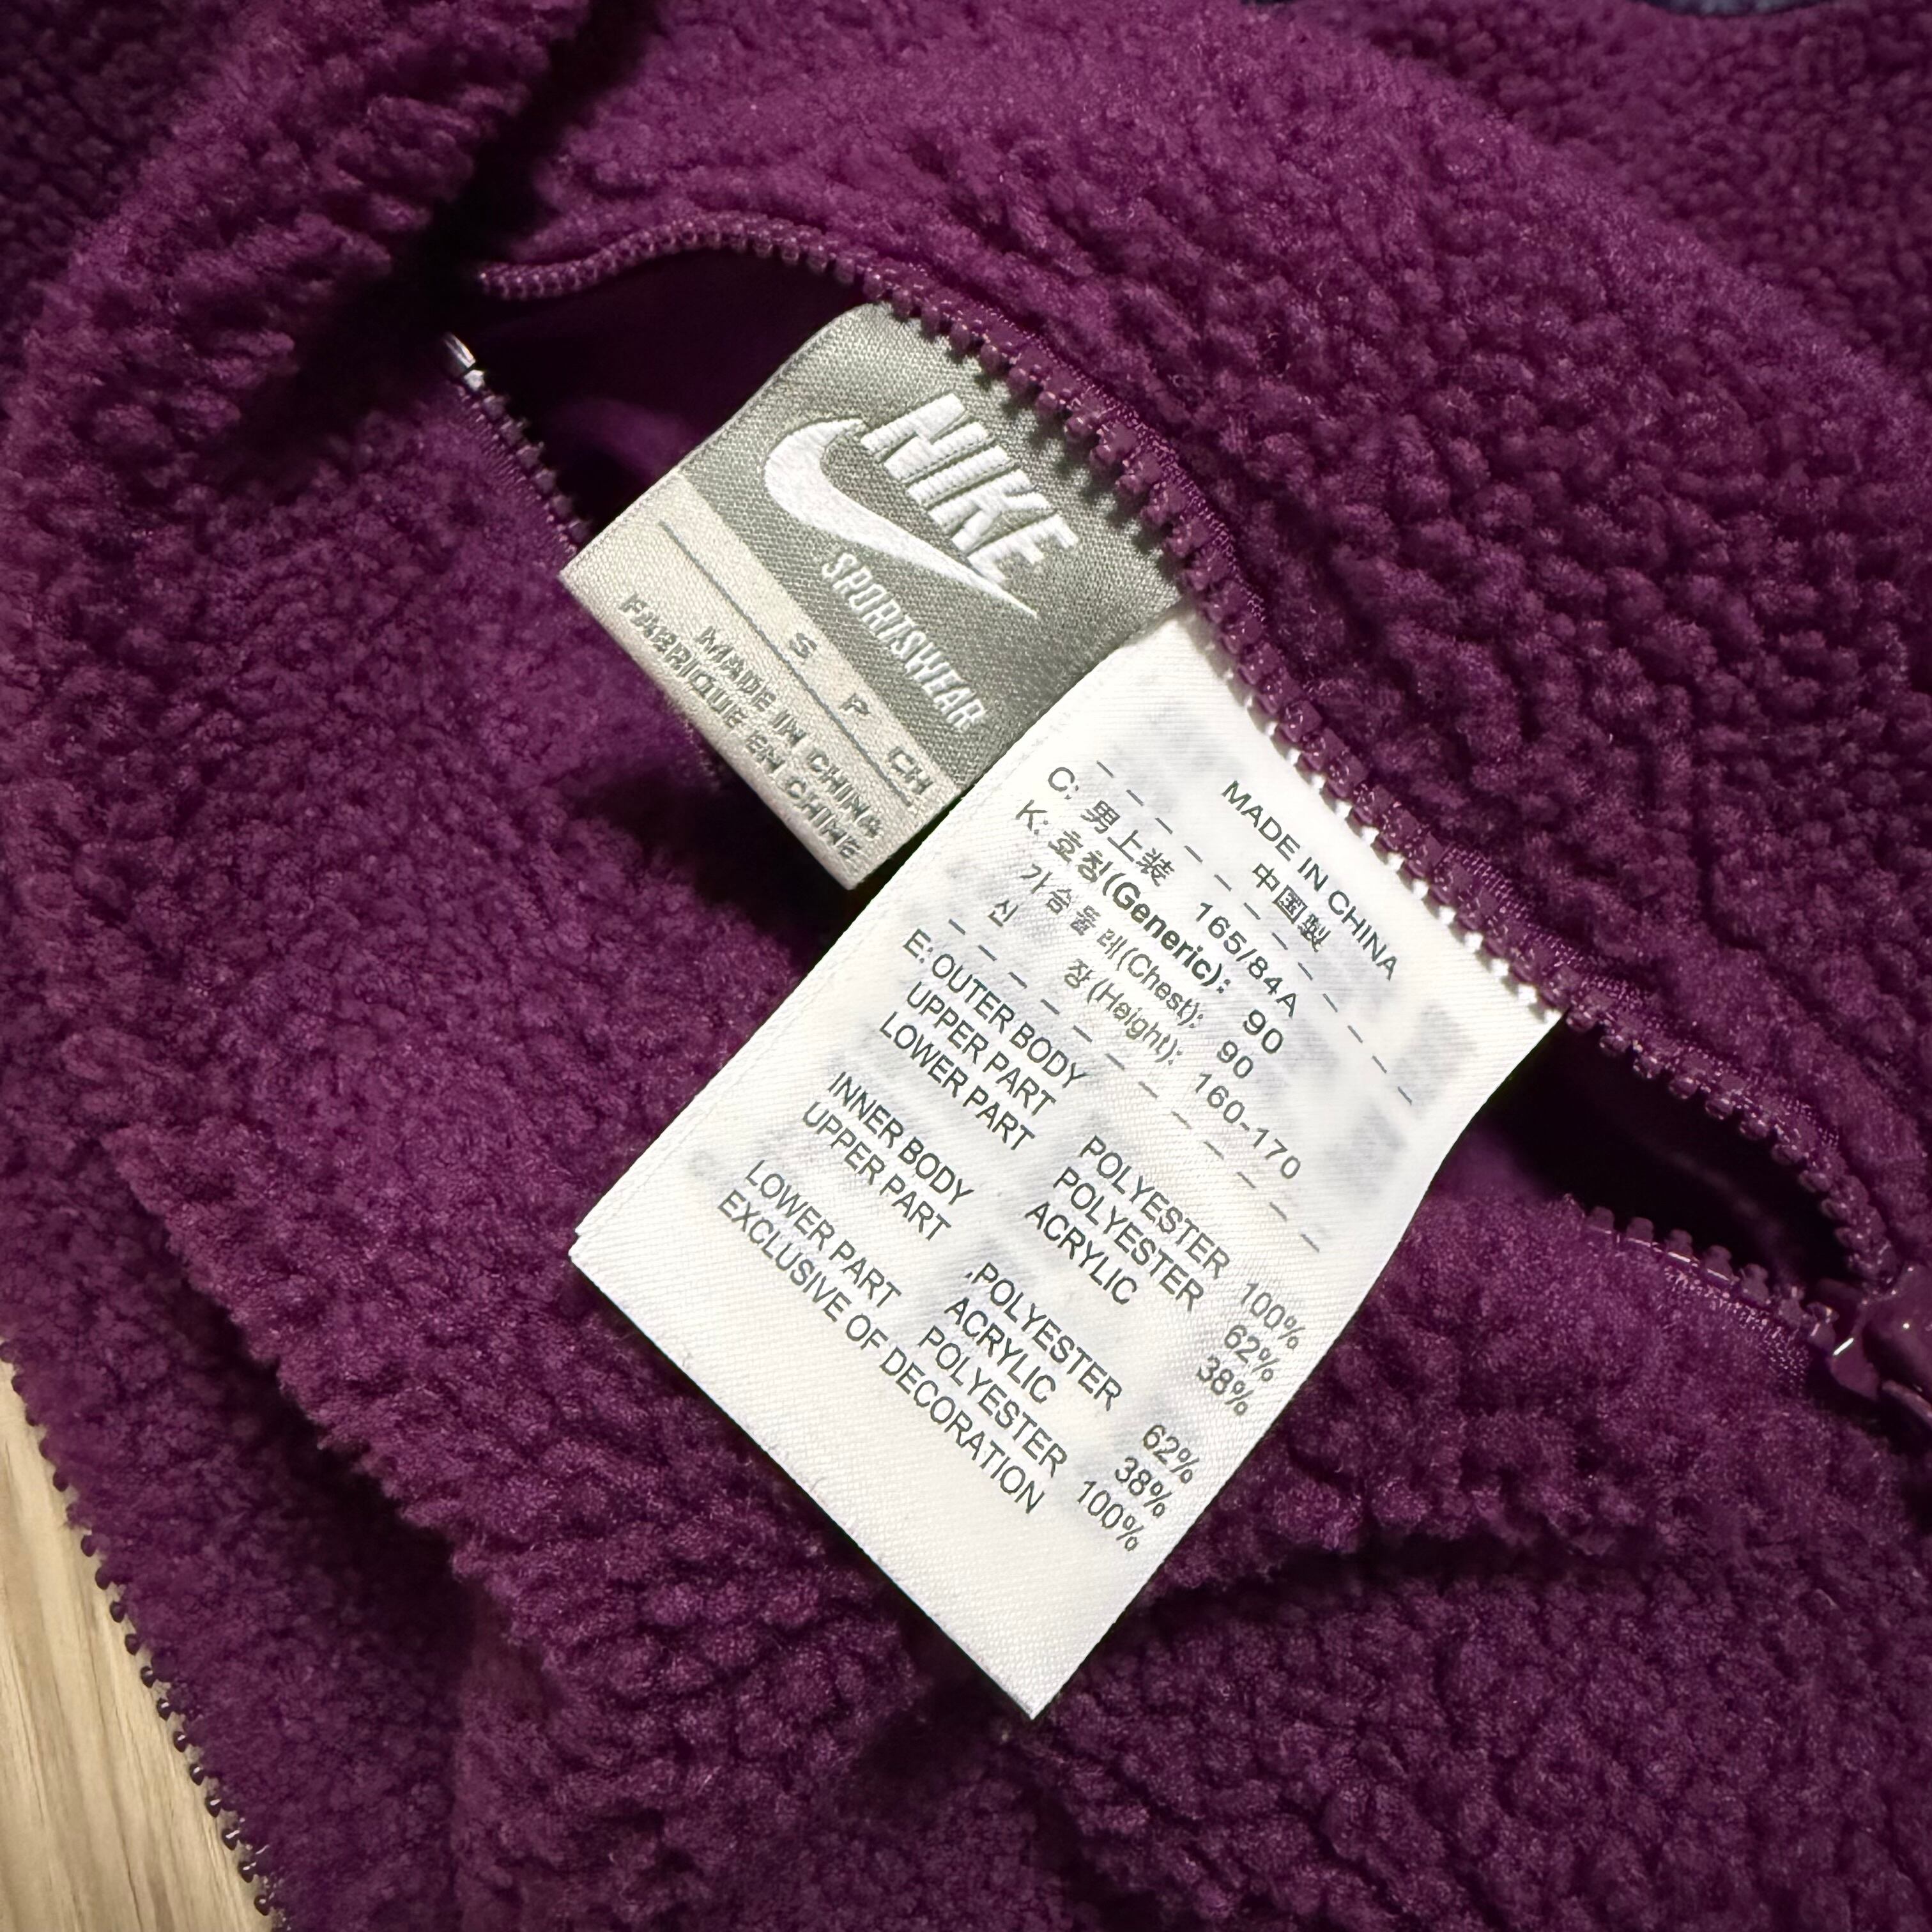 NIKE
SPORTSWEAR
S P CH
MADE IN CHINA
FABRIQUE EN CHINE
MADE IN CHINA
中国製
C: 男上装 165/84A
K: 호칭(Generic): 90
가슴둘레(Chest): 90
신 장(Height): 160-170
E: OUTER BODY
UPPER PART POLYESTER 100%
LOWER PART POLYESTER 62%
ACRYLIC 38%
INNER BODY
UPPER PART POLYESTER 62%
ACRYLIC 38%
LOWER PART POLYESTER 100%
EXCLUSIVE OF DECORATION